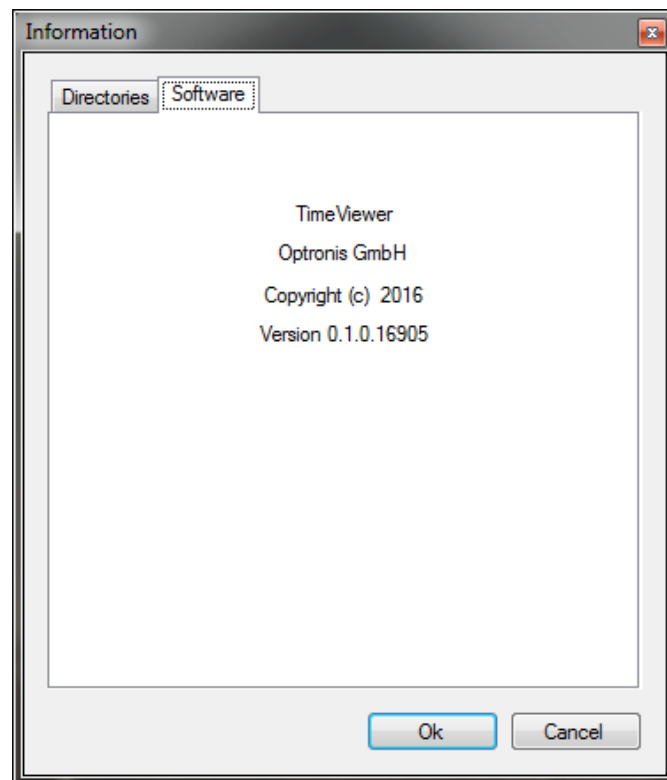 Information
Directories Software
TimeViewer
Optronis GmbH
Copyright (c) 2016
Version 0.1.0.16905
Ok Cancel